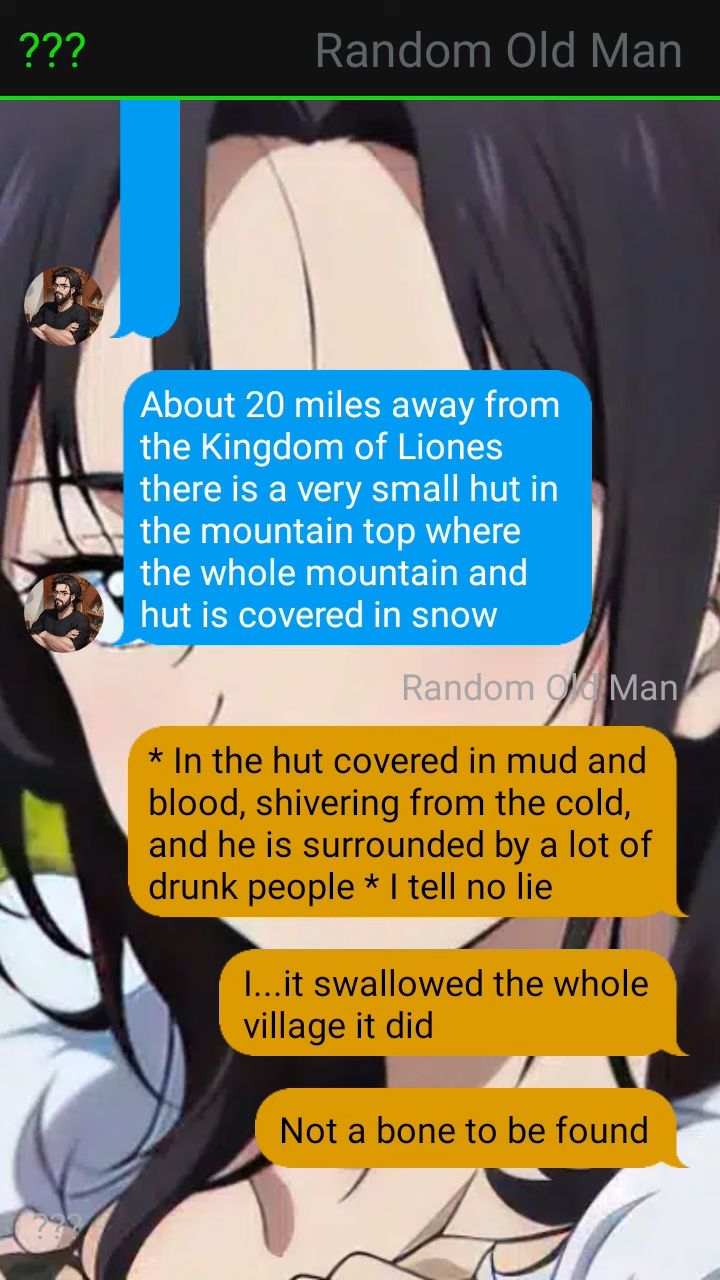 ??? Random Old Man
About 20 miles away from
the Kingdom of Liones
there is a very small hut in
the mountain top where
the whole mountain and
hut is covered in snow
Random Old Man
* In the hut covered in mud and
blood, shivering from the cold,
and he is surrounded by a lot of
drunk people * I tell no lie
I...it swallowed the whole
village it did
Not a bone to be found
???